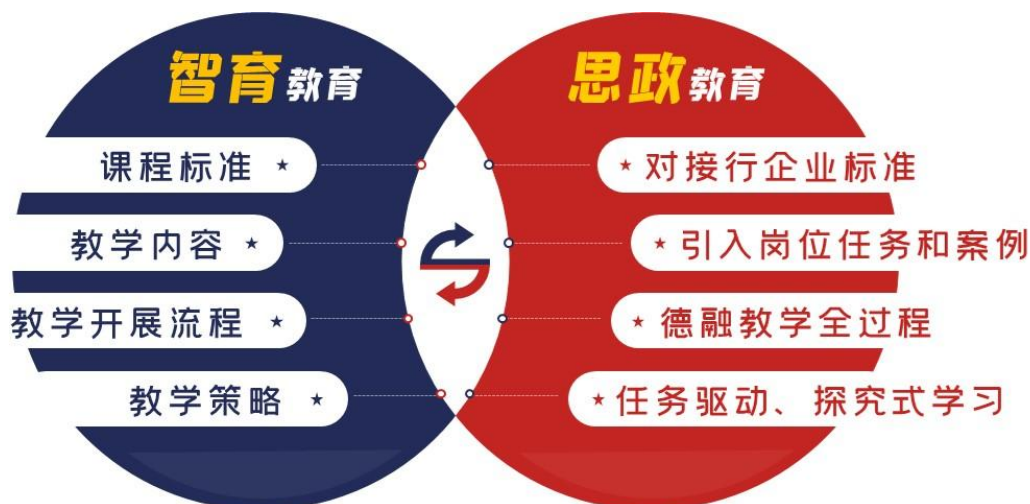 智育教育
思政教育
课程标准
对接行企业标准
教学内容
引入岗位任务和案例
教学开展流程
德融教学全过程
教学策略
任务驱动、探究式学习